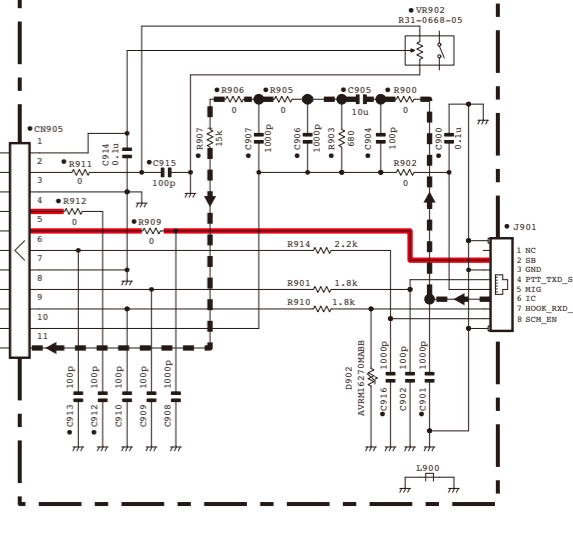 VR902
R31-0668-05
R906
0
R905
0
C905
10u
R900
0
CN905
1
2
3
4
5
6
7
8
9
10
11
C914
0.1u
R911
0
C915
100p
R907
15k
C907
1000p
C906
1000p
R903
680
C904
100p
C900
0.1u
R902
0
R912
0
R909
0
R914
2.2k
R901
1.8k
R910
1.8k
J901
1 NC
2 SB
3 GND
4 PTT_TXD_S
5 MIG
6 IC
7 HOOK_RXD_
8 SCM_EN
C913
100p
C912
100p
C910
100p
C909
100p
C908
1000p
D902
AVRM16270MABB
C916
1000p
C902
100p
C901
1000p
L900